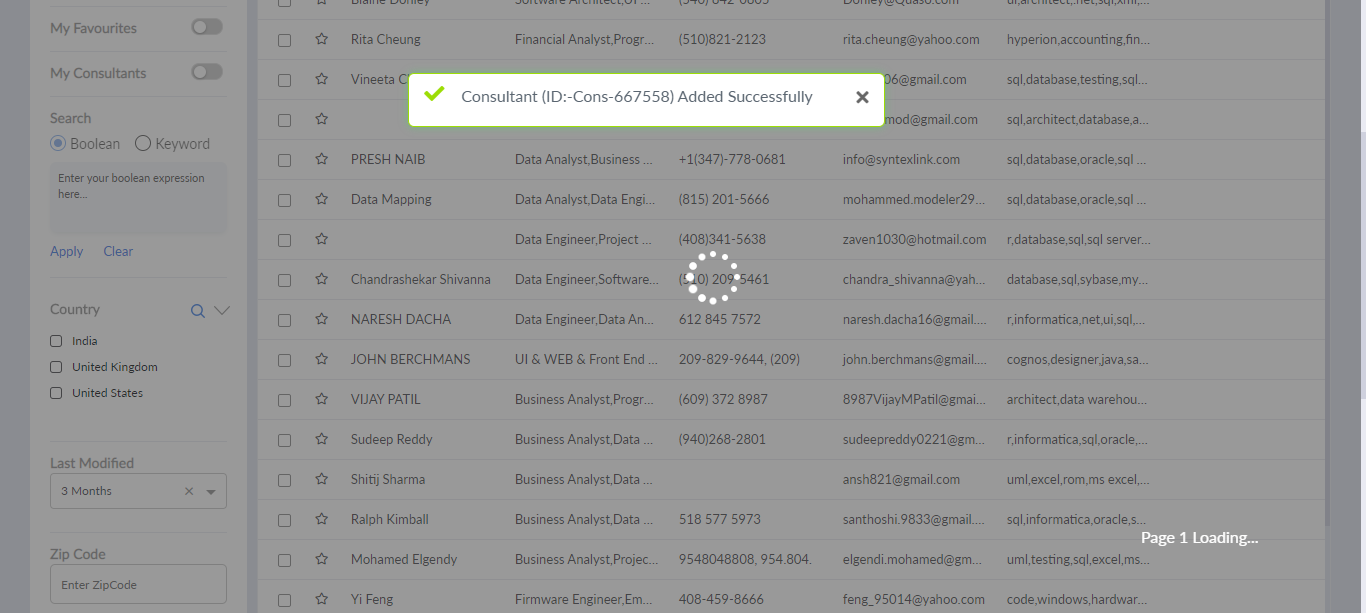 Blaine Donley Software Architect,UI ... (540) 842-0605 Donley@Quaso.com ui,architect,.net,sql,xml,...
My Favourites
Rita Cheung Financial Analyst,Progr... (510)821-2123 rita.cheung@yahoo.com hyperion,accounting,fin...
My Consultants
Vineeta 06@gmail.com sql,database,testing,sql...
Consultant (ID:-Cons-667558) Added Successfully
Search
mod@gmail.com sql,architect,database,a...
Boolean Keyword
PRESH NAIB Data Analyst,Business ... +1(347)-778-0681 info@syntexlink.com sql,database,oracle,sql ...
Enter your boolean expression
here...
Data Mapping Data Analyst,Data Engi... (815) 201-5666 mohammed.modeler29... sql,database,oracle,sql ...
Data Engineer,Project ... (408)341-5638 zaven1030@hotmail.com r,database,sql,sql server...
Apply Clear
Chandrashekar Shivanna Data Engineer,Software... (510) 209-5461 chandra_shivanna@yah... database,sql,sybase,my...
Country
NARESH DACHA Data Engineer,Data An... 612 845 7572 naresh.dacha16@gmail.... r,informatica,net,ui,sql,...
India
JOHN BERCHMANS UI & WEB & Front End ... 209-829-9644, (209) john.berchmans@gmail.... cognos,designer,java,sa...
United Kingdom
United States
VIJAY PATIL Business Analyst,Progr... (609) 372 8987 8987VijayMPatil@gmai... architect,data warehou...
Sudeep Reddy Business Analyst,Data ... (940)268-2801 sudeepreddy0221@gm... r,informatica,sql,oracle,...
Last Modified
Shitij Sharma Business Analyst,Data ... ansh821@gmail.com uml,excel,rom,ms excel,...
3 Months
Ralph Kimball Business Analyst,Data ... 518 577 5973 santhoshi.9833@gmail.... sql,informatica,oracle,s...
Page 1 Loading...
Zip Code
Mohamed Elgendy Business Analyst,Projec... 9548048808, 954.804. elgendi.mohamed@gm... uml,testing,sql,excel,ms...
Enter ZipCode
Yi Feng Firmware Engineer,Em... 408-459-8666 feng_95014@yahoo.com code,windows,hardwar...